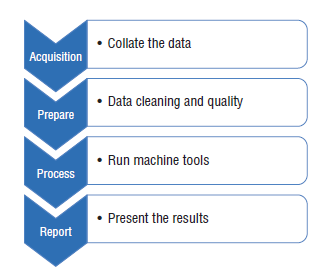 Acquisition
• Collate the data
Prepare
• Data cleaning and quality
Process
• Run machine tools
Report
• Present the results